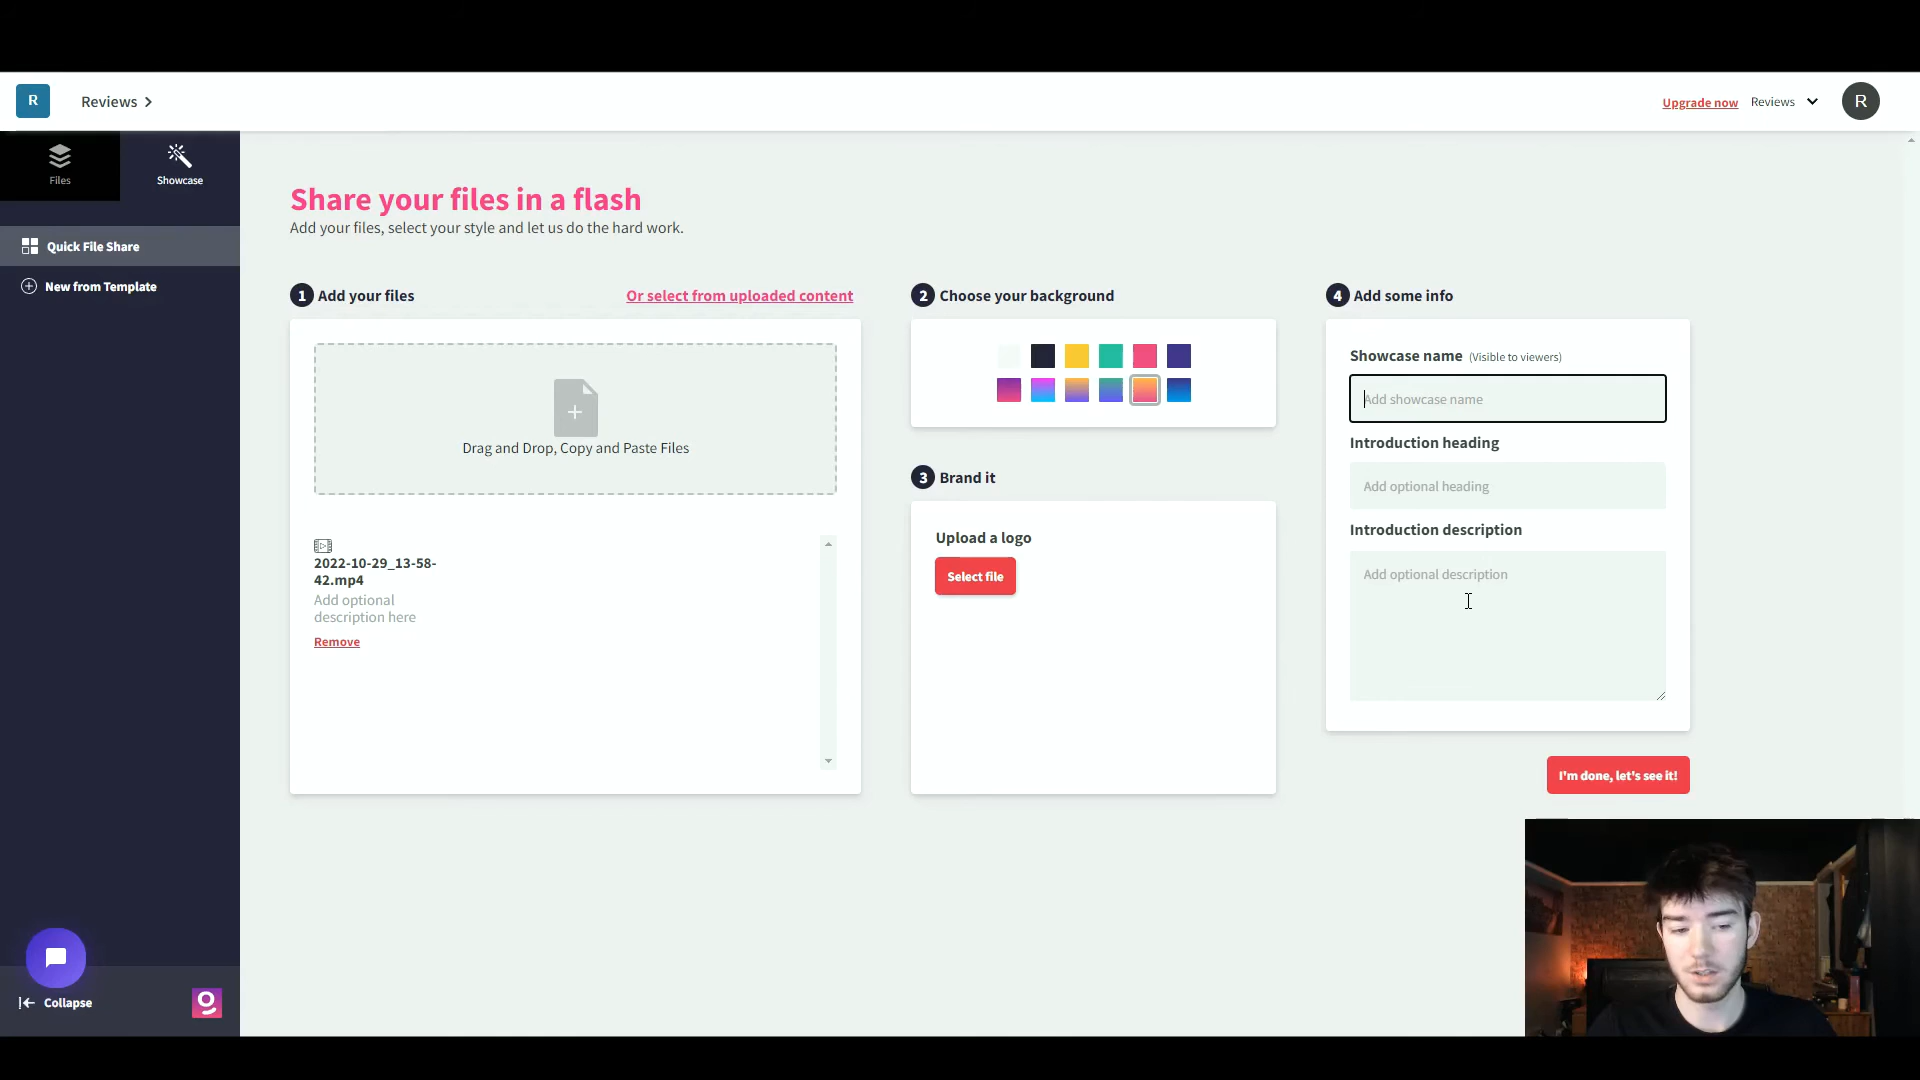 R
Reviews
Upgrade now
Reviews
R
Files
Showcase
Quick File Share
New from Template
Share your files in a flash
Add your files, select your style and let us do the hard work.
1 Add your files
Or select from uploaded content
Drag and Drop, Copy and Paste Files
2022-10-29_13-58-
42.mp4
Add optional
description here
Remove
2 Choose your background
3 Brand it
Upload a logo
Select file
4 Add some info
Showcase name (Visible to viewers)
Add showcase name
Introduction heading
Add optional heading
Introduction description
Add optional description
I'm done, let's see it!
Collapse
g